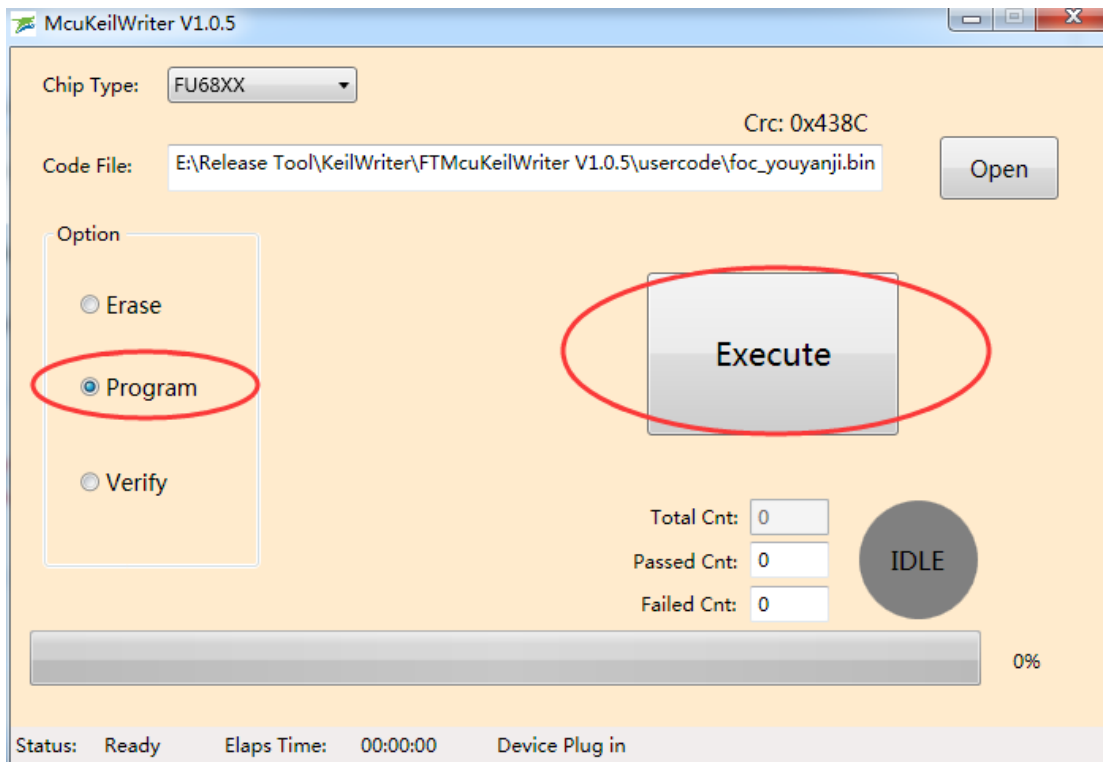 McuKeilWriter V1.0.5
Chip Type: FU68XX
Crc: 0x438C
Code File: E:\Release Tool\KeilWriter\FTMcuKeilWriter V1.0.5\usercode\foc_youyanji.bin
Open
Option
Erase
Program
Verify
Execute
Total Cnt: 0
Passed Cnt: 0
Failed Cnt: 0
IDLE
0%
Status: Ready Elaps Time: 00:00:00 Device Plug in